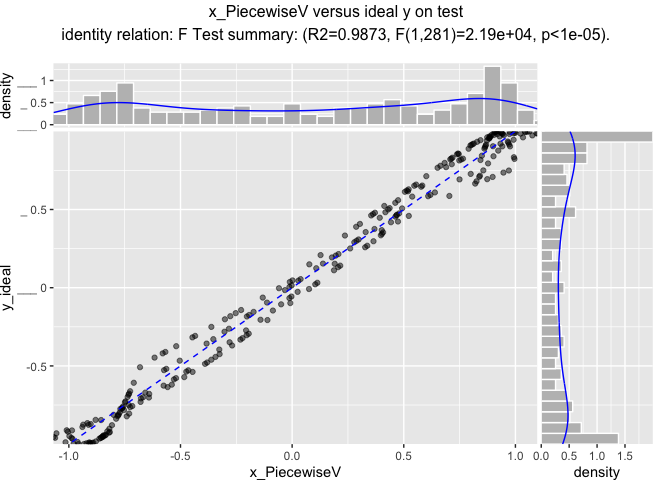 x_PiecewiseV versus ideal y on test
identity relation: F Test summary: (R2=0.9873, F(1,281)=2.19e+04, p<1e-05).
density
1
0.5
0
y_ideal
0.5
0
-0.5
-1.0 -0.5 0.0 0.5 1.0
x_PiecewiseV
0.0 0.5 1.0 1.5
density